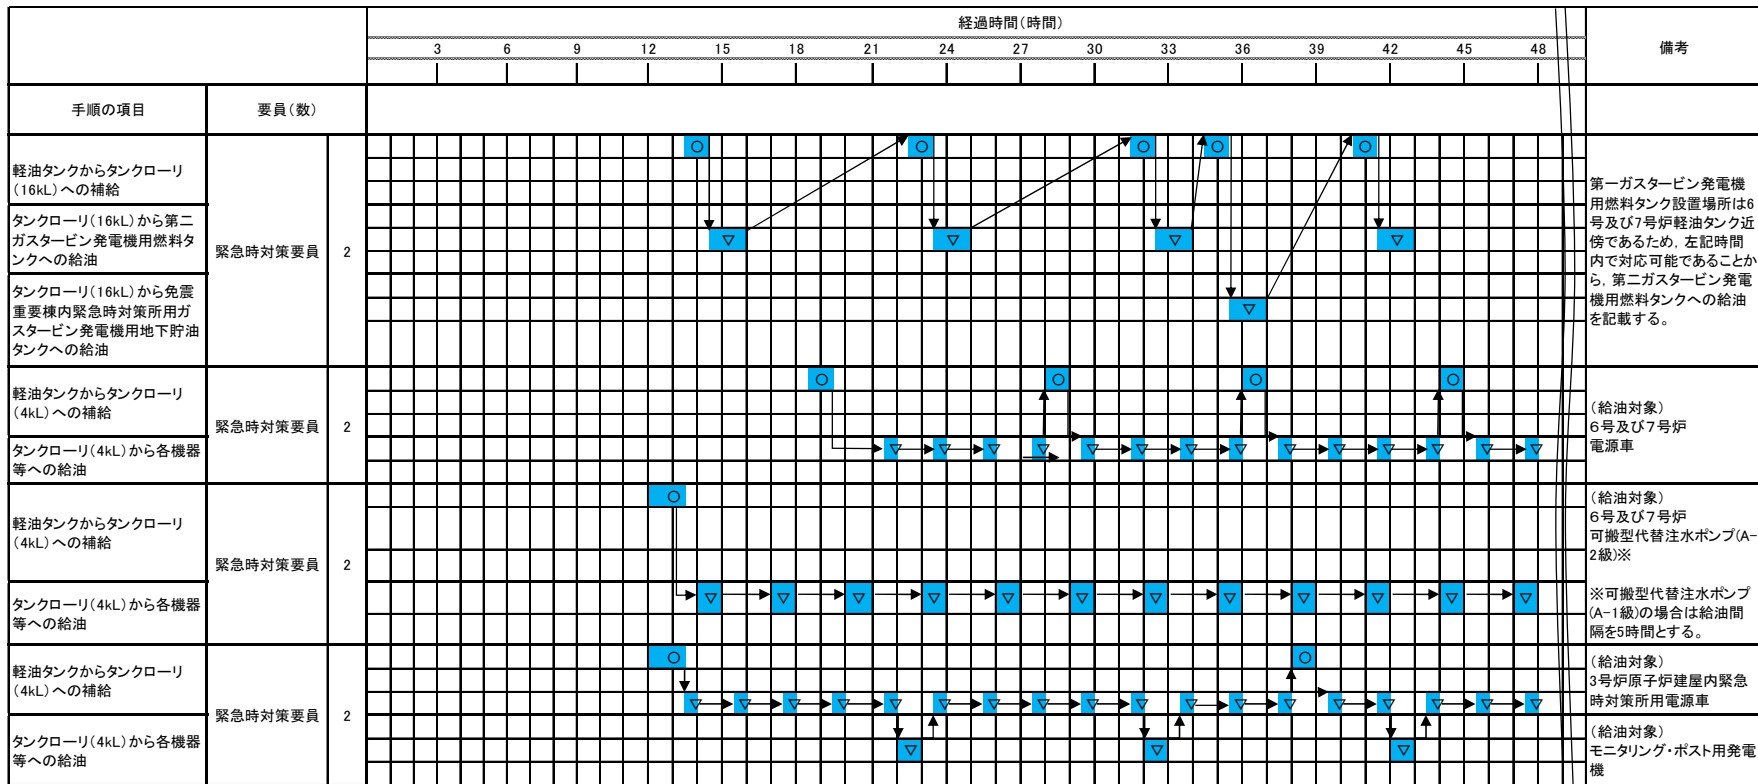 経過時間(時間)
備考
3 6 9 12 15 18 21 24 27 30 33 36 39 42 45 48
手順の項目
要員(数)
軽油タンクからタンクローリ
(16kL)への補給
タンクローリ(16kL)から第二
ガスタービン発電機用燃料タ
ンクへの給油
タンクローリ(16kL)から免震
重要棟内緊急時対策所用ガ
スタービン発電機用地下貯油
タンクへの給油
緊急時対策要員
2
第一ガスタービン発電機
用燃料タンク設置場所は6
号及び7号炉軽油タンク近
傍であるため,左記時間
内で対応可能であることか
ら,第二ガスタービン発電
機用燃料タンクへの給油
を記載する。
軽油タンクからタンクローリ
(4kL)への補給
タンクローリ(4kL)から各機器
等への給油
緊急時対策要員
2
(給油対象)
6号及び7号炉
電源車
軽油タンクからタンクローリ
(4kL)への補給
タンクローリ(4kL)から各機器
等への給油
緊急時対策要員
2
(給油対象)
6号及び7号炉
可搬型代替注水ポンプ(A-
2級)※
※可搬型代替注水ポンプ
(A-1級)の場合は給油間
隔を5時間とする。
軽油タンクからタンクローリ
(4kL)への補給
タンクローリ(4kL)から各機器
等への給油
緊急時対策要員
2
(給油対象)
3号炉原子炉建屋内緊急
時対策所用電源車
(給油対象)
モニタリング・ポスト用発電
機